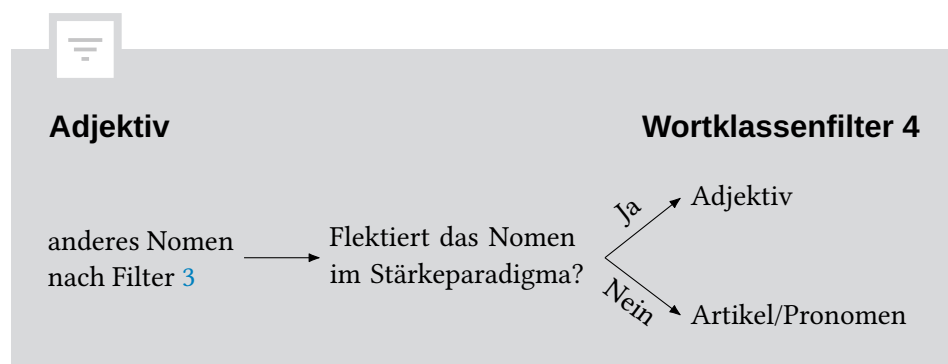 Adjektiv
Wortklassenfilter 4
anderes Nomen
nach Filter 3
Flektiert das Nomen
im Stärkeparadigma?
Ja
Adjektiv
Nein
Artikel/Pronomen